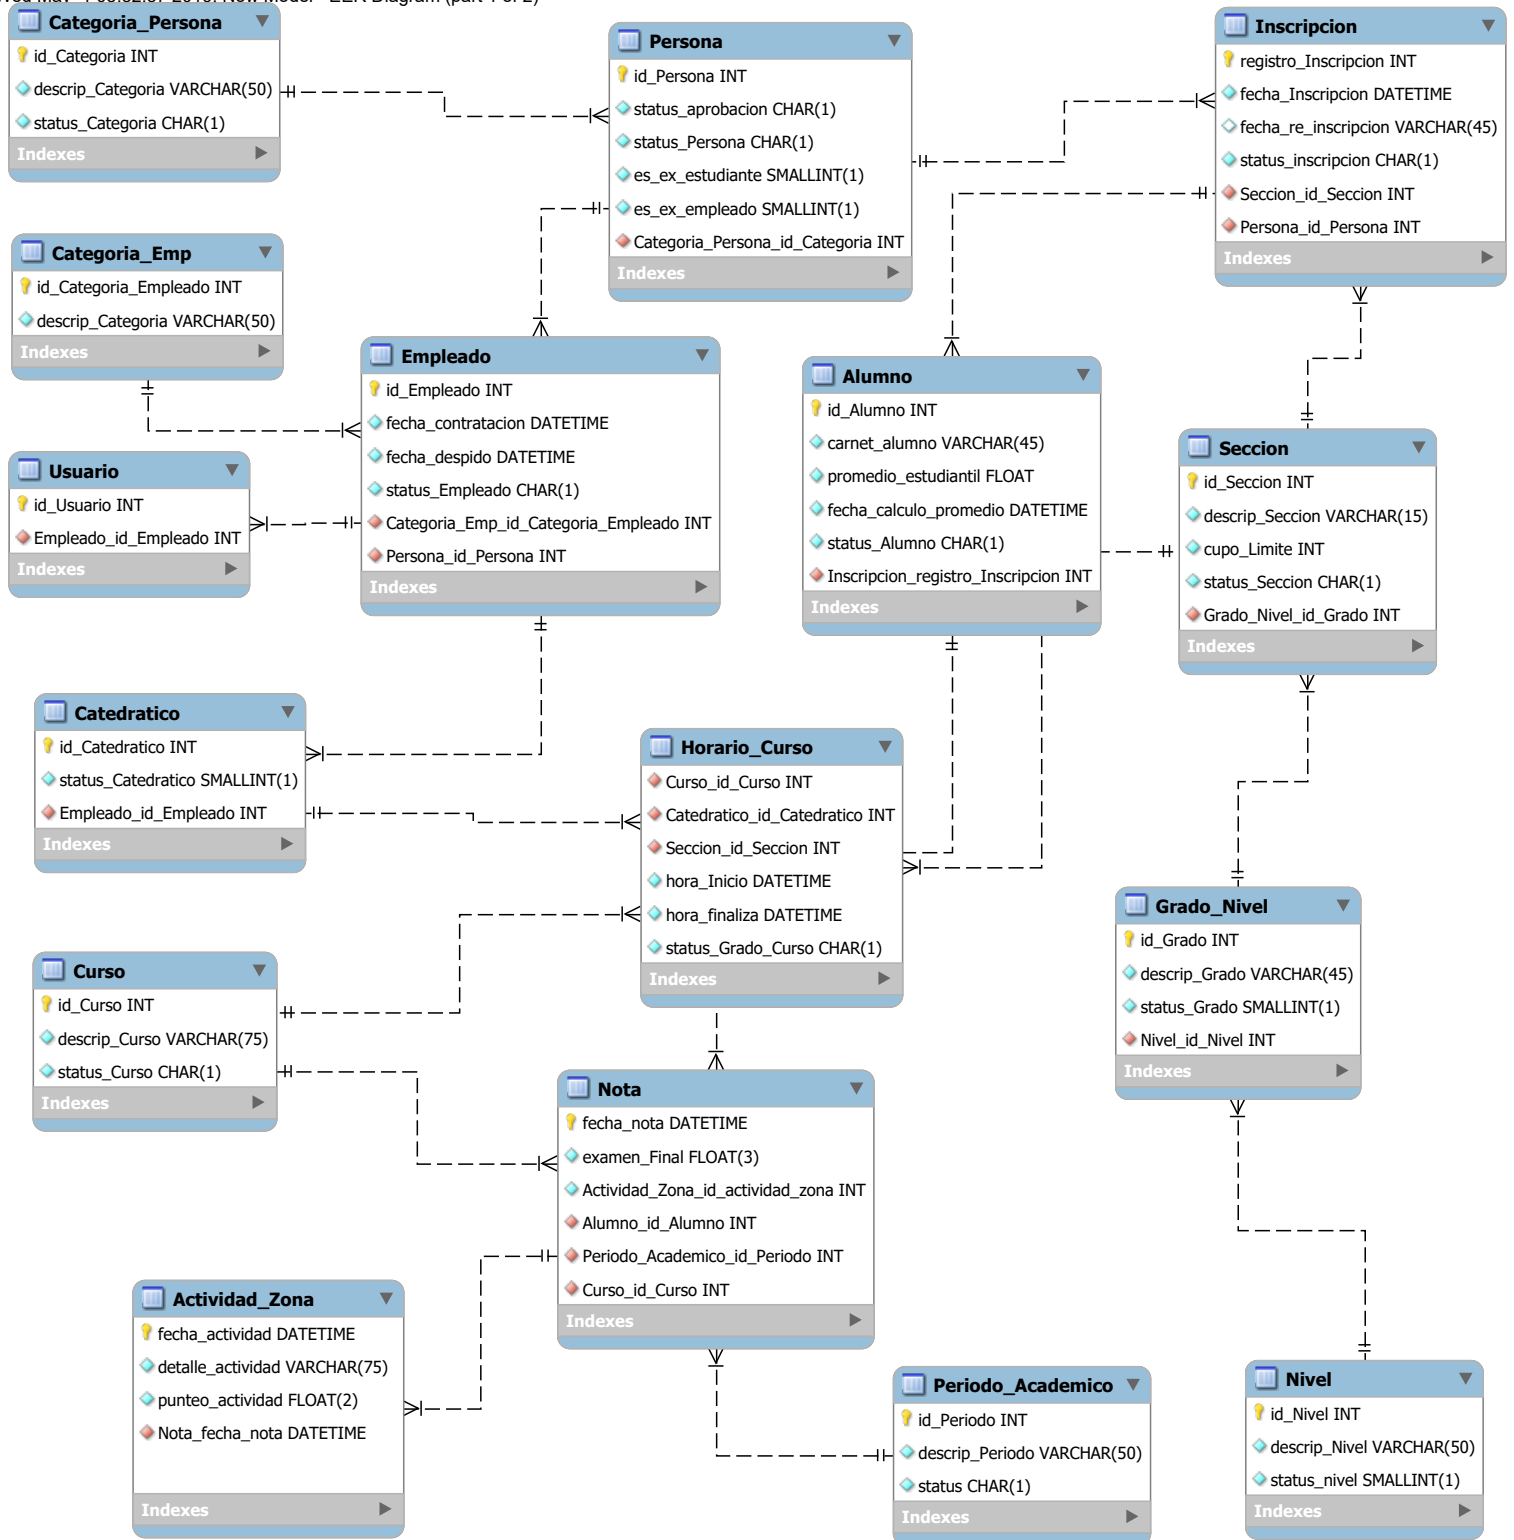 Categoria_Persona
id_Categoria INT
descrip_Categoria VARCHAR(50)
status_Categoria CHAR(1)
Indexes
Persona
id_Persona INT
status_aprobacion CHAR(1)
status_Persona CHAR(1)
es_ex_estudiante SMALLINT(1)
es_ex_empleado SMALLINT(1)
Categoria_Persona_id_Categoria INT
Indexes
Inscripcion
registro_Inscripcion INT
fecha_Inscripcion DATETIME
fecha_re_inscripcion VARCHAR(45)
status_inscripcion CHAR(1)
Seccion_id_Seccion INT
Persona_id_Persona INT
Indexes
Categoria_Emp
id_Categoria_Empleado INT
descrip_Categoria VARCHAR(50)
Indexes
Empleado
id_Empleado INT
fecha_contratacion DATETIME
fecha_despido DATETIME
status_Empleado CHAR(1)
Categoria_Emp_id_Categoria_Empleado INT
Persona_id_Persona INT
Indexes
Alumno
id_Alumno INT
carnet_alumno VARCHAR(45)
promedio_estudiantil FLOAT
fecha_calculo_promedio DATETIME
status_Alumno CHAR(1)
Inscripcion_registro_Inscripcion INT
Indexes
Usuario
id_Usuario INT
Empleado_id_Empleado INT
Indexes
Seccion
id_Seccion INT
descrip_Seccion VARCHAR(15)
cupo_Limite INT
status_Seccion CHAR(1)
Grado_Nivel_id_Grado INT
Indexes
Catedratico
id_Catedratico INT
status_Catedratico SMALLINT(1)
Empleado_id_Empleado INT
Indexes
Horario_Curso
Curso_id_Curso INT
Catedratico_id_Catedratico INT
Seccion_id_Seccion INT
hora_Inicio DATETIME
hora_finaliza DATETIME
status_Grado_Curso CHAR(1)
Indexes
Grado_Nivel
id_Grado INT
descrip_Grado VARCHAR(45)
status_Grado SMALLINT(1)
Nivel_id_Nivel INT
Indexes
Curso
id_Curso INT
descrip_Curso VARCHAR(75)
status_Curso CHAR(1)
Indexes
Nota
fecha_nota DATETIME
examen_Final FLOAT(3)
Actividad_Zona_id_actividad_zona INT
Alumno_id_Alumno INT
Periodo_Academico_id_Periodo INT
Curso_id_Curso INT
Indexes
Actividad_Zona
fecha_actividad DATETIME
detalle_actividad VARCHAR(75)
punteo_actividad FLOAT(2)
Nota_fecha_nota DATETIME
Indexes
Periodo_Academico
id_Periodo INT
descrip_Periodo VARCHAR(50)
status CHAR(1)
Indexes
Nivel
id_Nivel INT
descrip_Nivel VARCHAR(50)
status_nivel SMALLINT(1)
Indexes